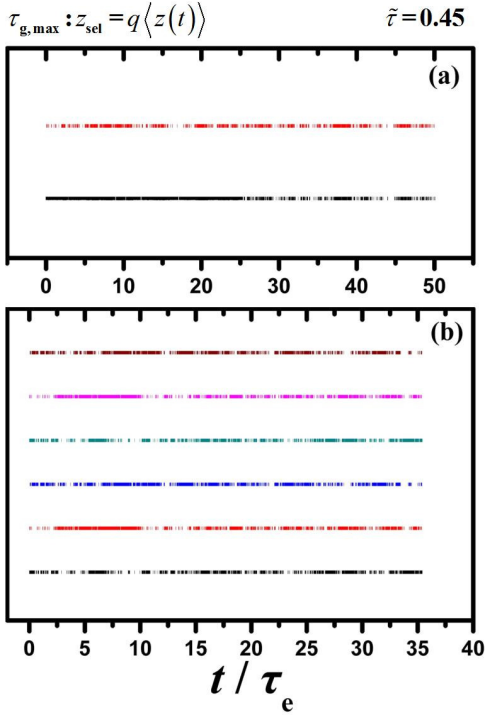 τg,max : zsel = q⟨z(t)⟩ τ̃ = 0.45
(a)
0 10 20 30 40 50
(b)
0 5 10 15 20 25 30 35 40
t / τe